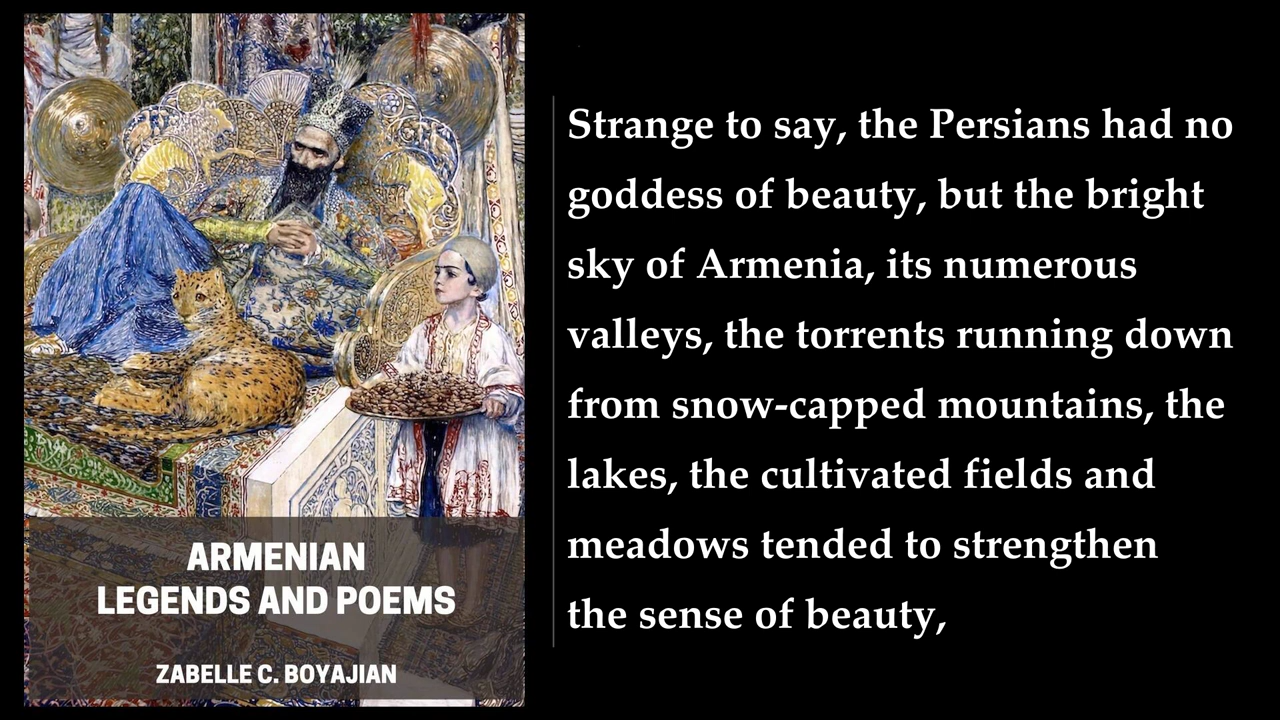 ARMENIAN
LEGENDS AND POEMS
ZABELLE C. BOYAJIAN
Strange to say, the Persians had no
goddess of beauty, but the bright
sky of Armenia, its numerous
valleys, the torrents running down
from snow-capped mountains, the
lakes, the cultivated fields and
meadows tended to strengthen
the sense of beauty,